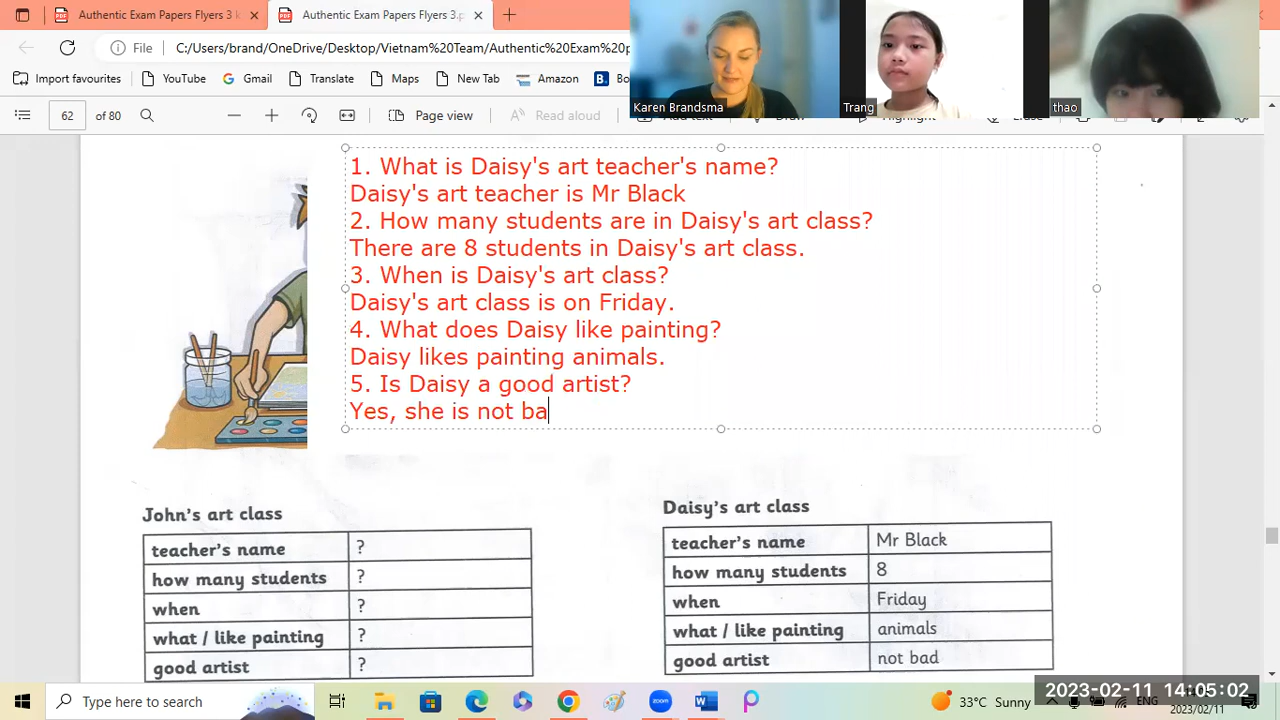 Authentic Exam Papers Flyers 3 k
Authentic Exam Papers Flyers 3.p
File
C:/Users/brand/OneDrive/Desktop/Vietnam%20Team/Authentic%20Exam%20p
Import favourites
YouTube
Gmail
Translate
Maps
New Tab
Amazon
B.
Bo
62
of 80
Page view
Read aloud
Karen Brandsma
Trang
thao
1. What is Daisy's art teacher's name?
Daisy's art teacher is Mr Black
2. How many students are in Daisy's art class?
There are 8 students in Daisy's art class.
3. When is Daisy's art class?
Daisy's art class is on Friday.
4. What does Daisy like painting?
Daisy likes painting animals.
5. Is Daisy a good artist?
Yes, she is not ba
John's art class
teacher's name ?
how many students ?
when ?
what / like painting ?
good artist ?
Daisy's art class
teacher's name Mr Black
how many students 8
when Friday
what / like painting animals
good artist not bad
Type here to search
zoom
33°C Sunny
ENG
2023-02-11 14:05:02
2023/02/11